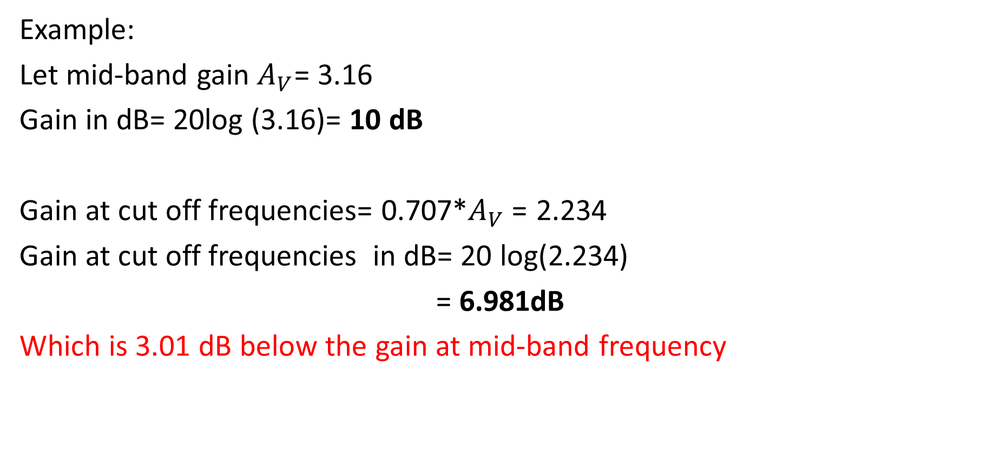 Example:
Let mid-band gain A_V= 3.16
Gain in dB= 20log (3.16)= 10 dB
Gain at cut off frequencies= 0.707*A_V = 2.234
Gain at cut off frequencies  in dB= 20 log(2.234)
= 6.981dB
Which is 3.01 dB below the gain at mid-band frequency